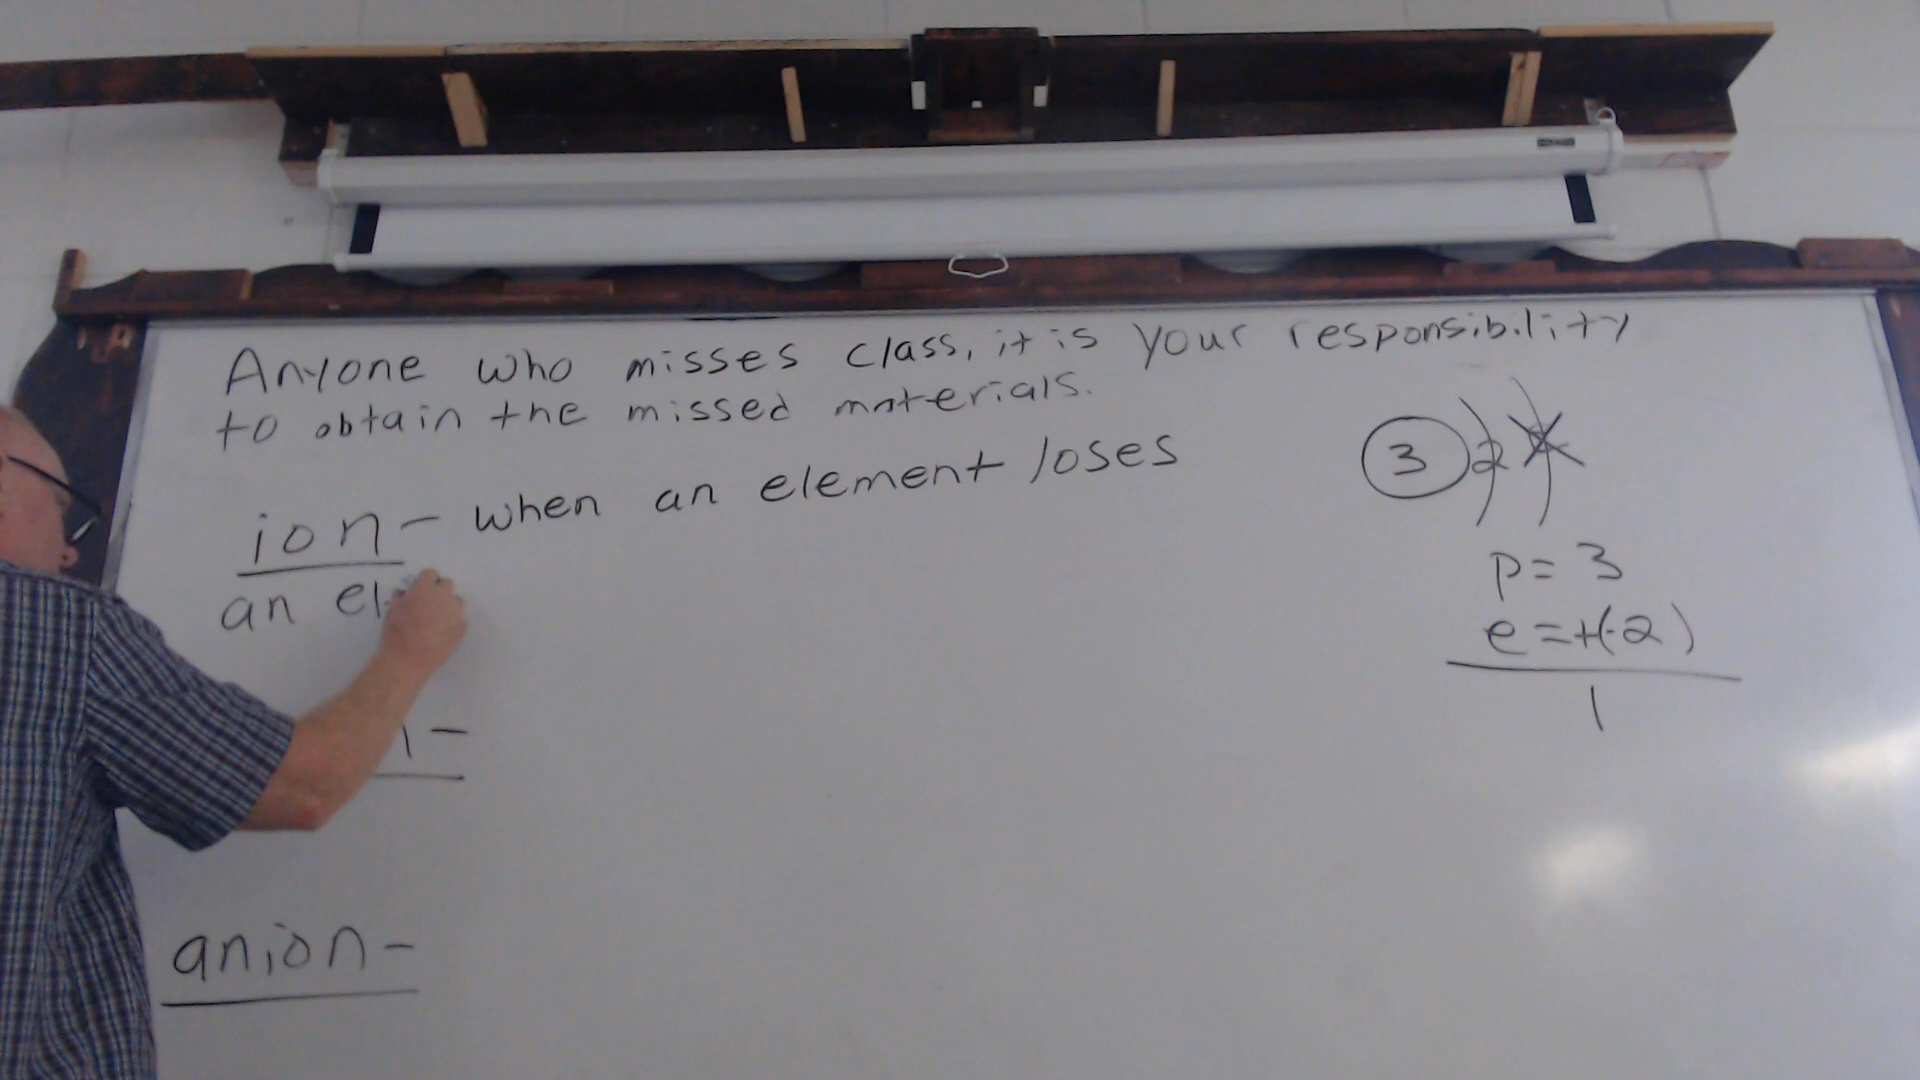 Anyone who misses class, it is your responsibility
to obtain the missed materials.
ion- when an element loses
an el
anion-
3 2
p= 3
e=+(-2)
1